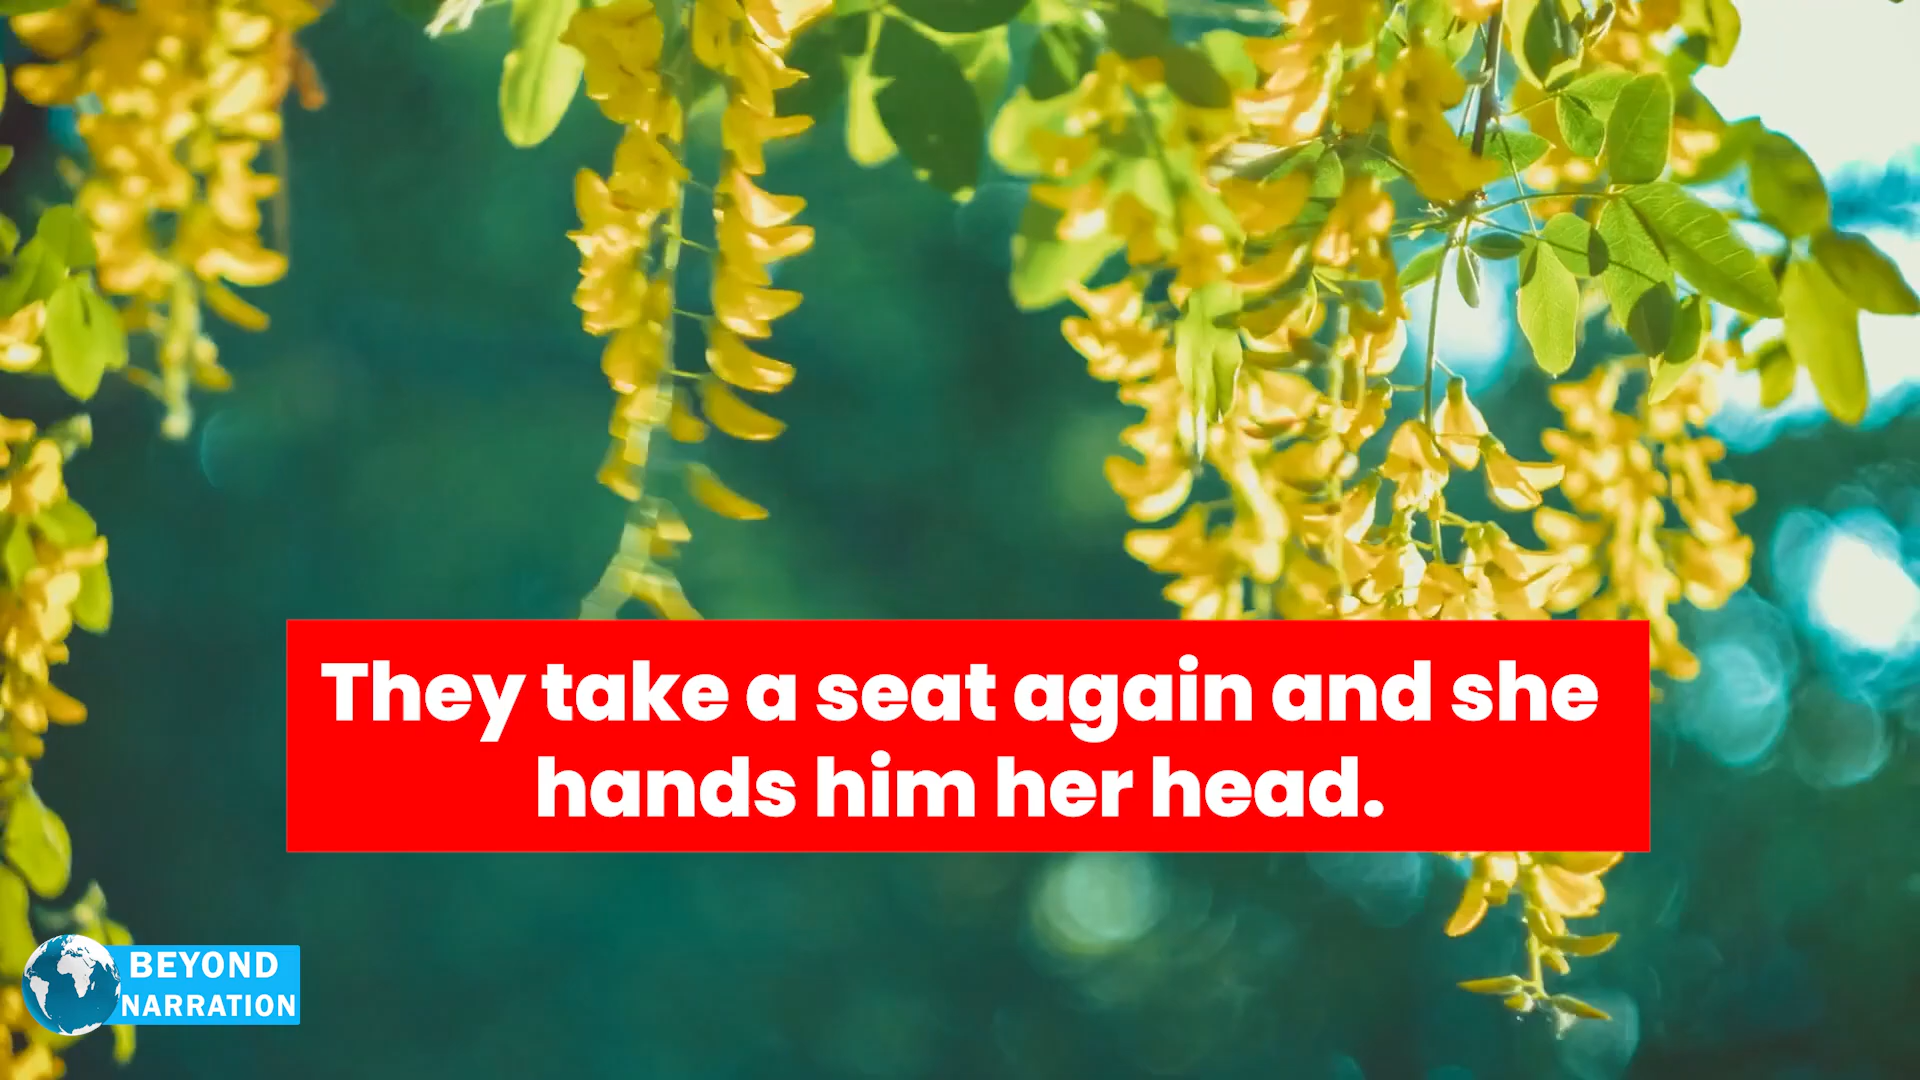 They take a seat again and she
hands him her head.
BEYOND
NARRATION